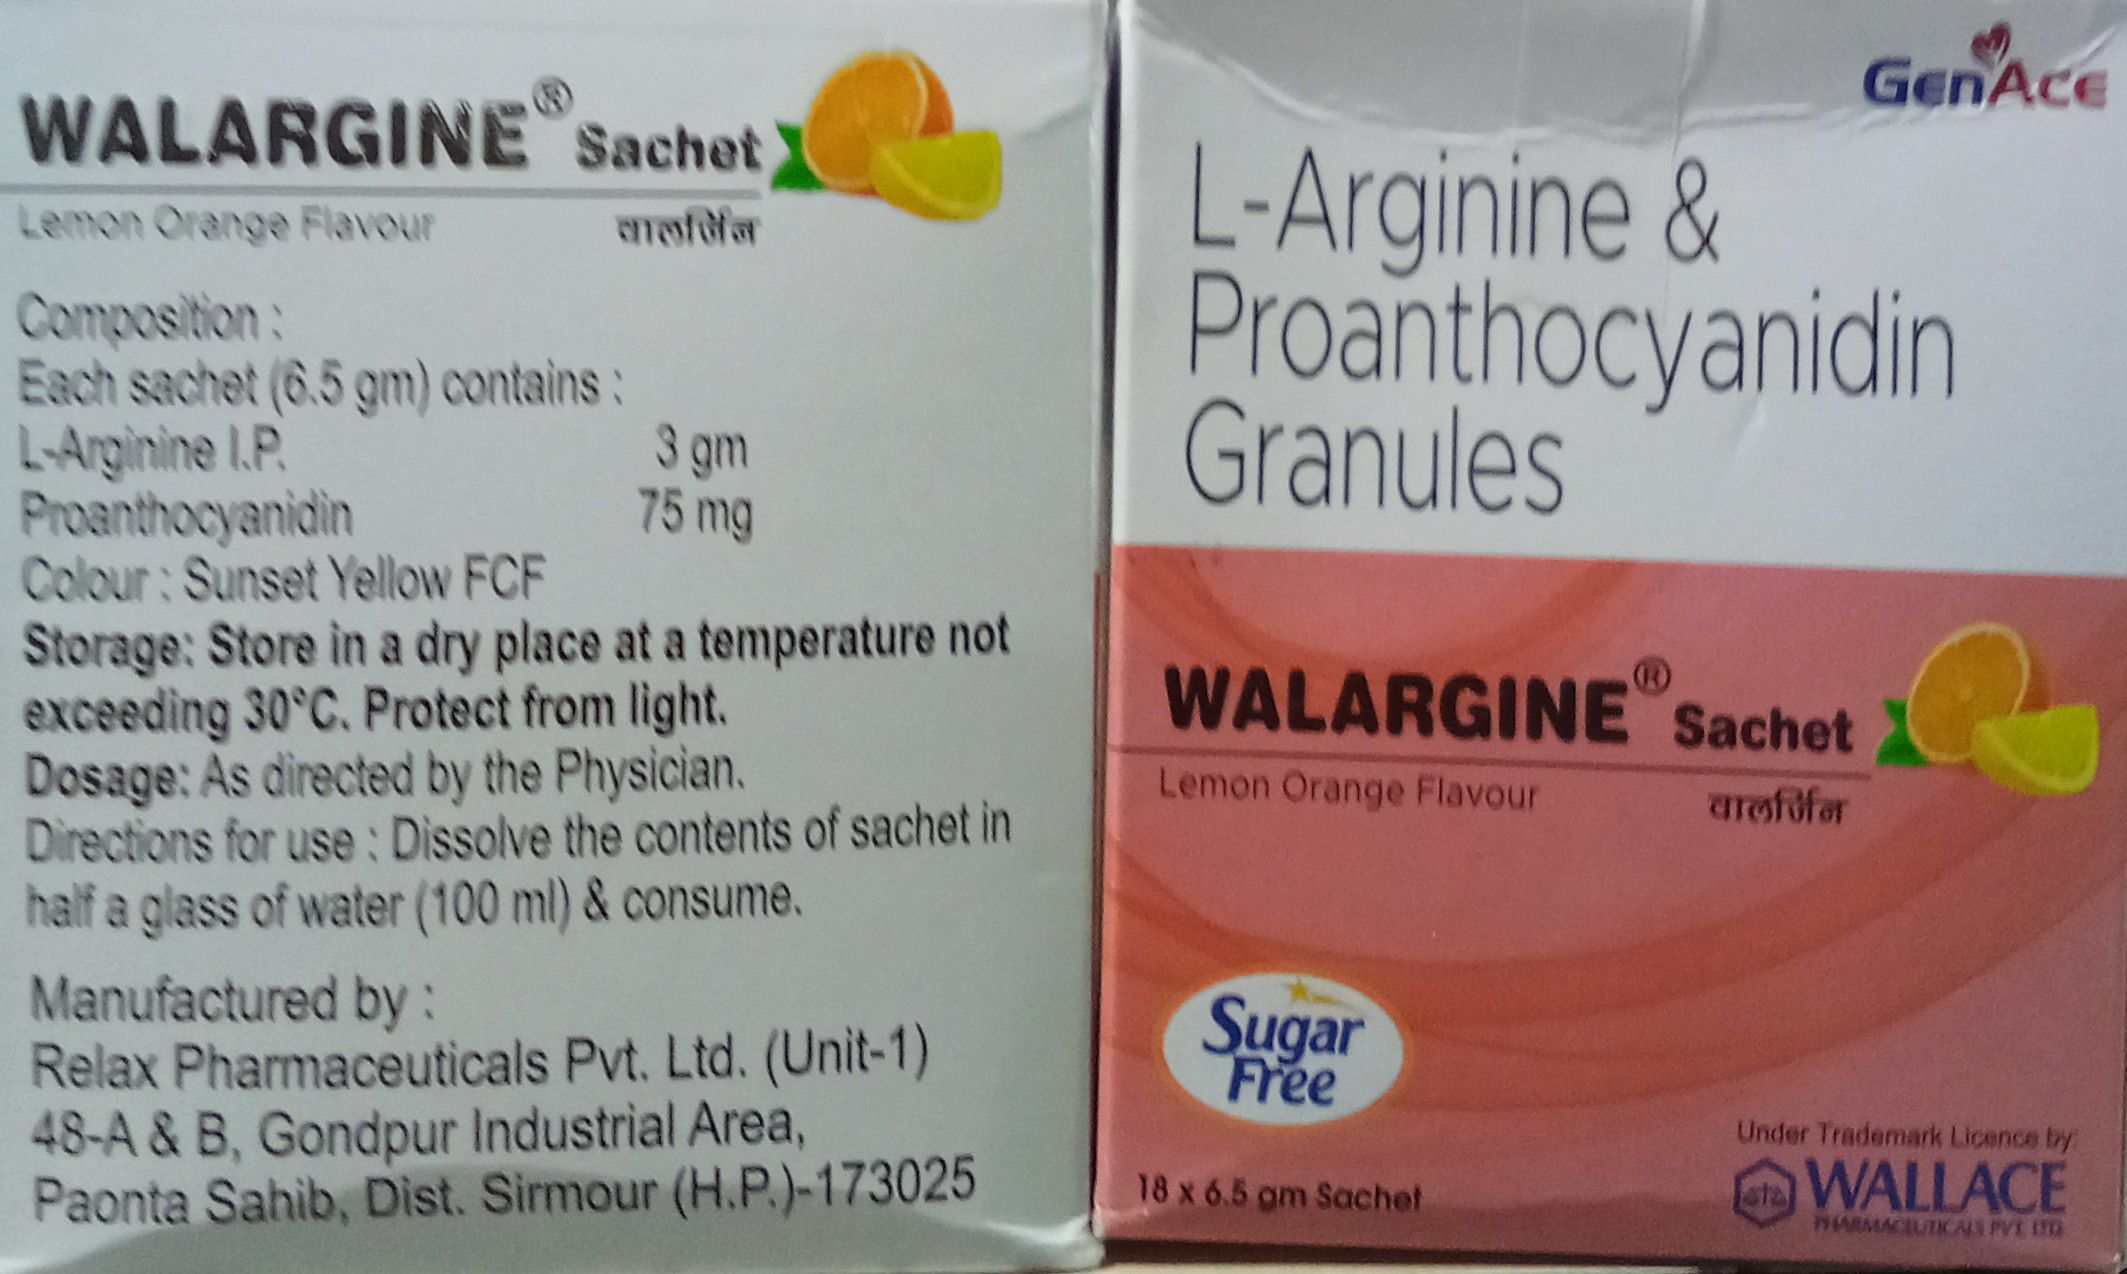 WALARGINE® Sachet
Lemon Orange Flavour वालर्जिन
Composition :
Each sachet (6.5 gm) contains :
L-Arginine I.P. 3 gm
Proanthocyanidin 75 mg
Colour : Sunset Yellow FCF
Storage: Store in a dry place at a temperature not
exceeding 30°C. Protect from light.
Dosage: As directed by the Physician.
Directions for use : Dissolve the contents of sachet in
half a glass of water (100 ml) & consume.
Manufactured by :
Relax Pharmaceuticals Pvt. Ltd. (Unit-1)
48-A & B, Gondpur Industrial Area,
Paonta Sahib, Dist. Sirmour (H.P.)-173025
GenAce
L-Arginine &
Proanthocyanidin
Granules
WALARGINE® Sachet
Lemon Orange Flavour वालर्जिन
Sugar
Free
18 x 6.5 gm Sachet
Under Trademark Licence by:
WALLACE
PHARMACEUTICALS PVT. LTD.